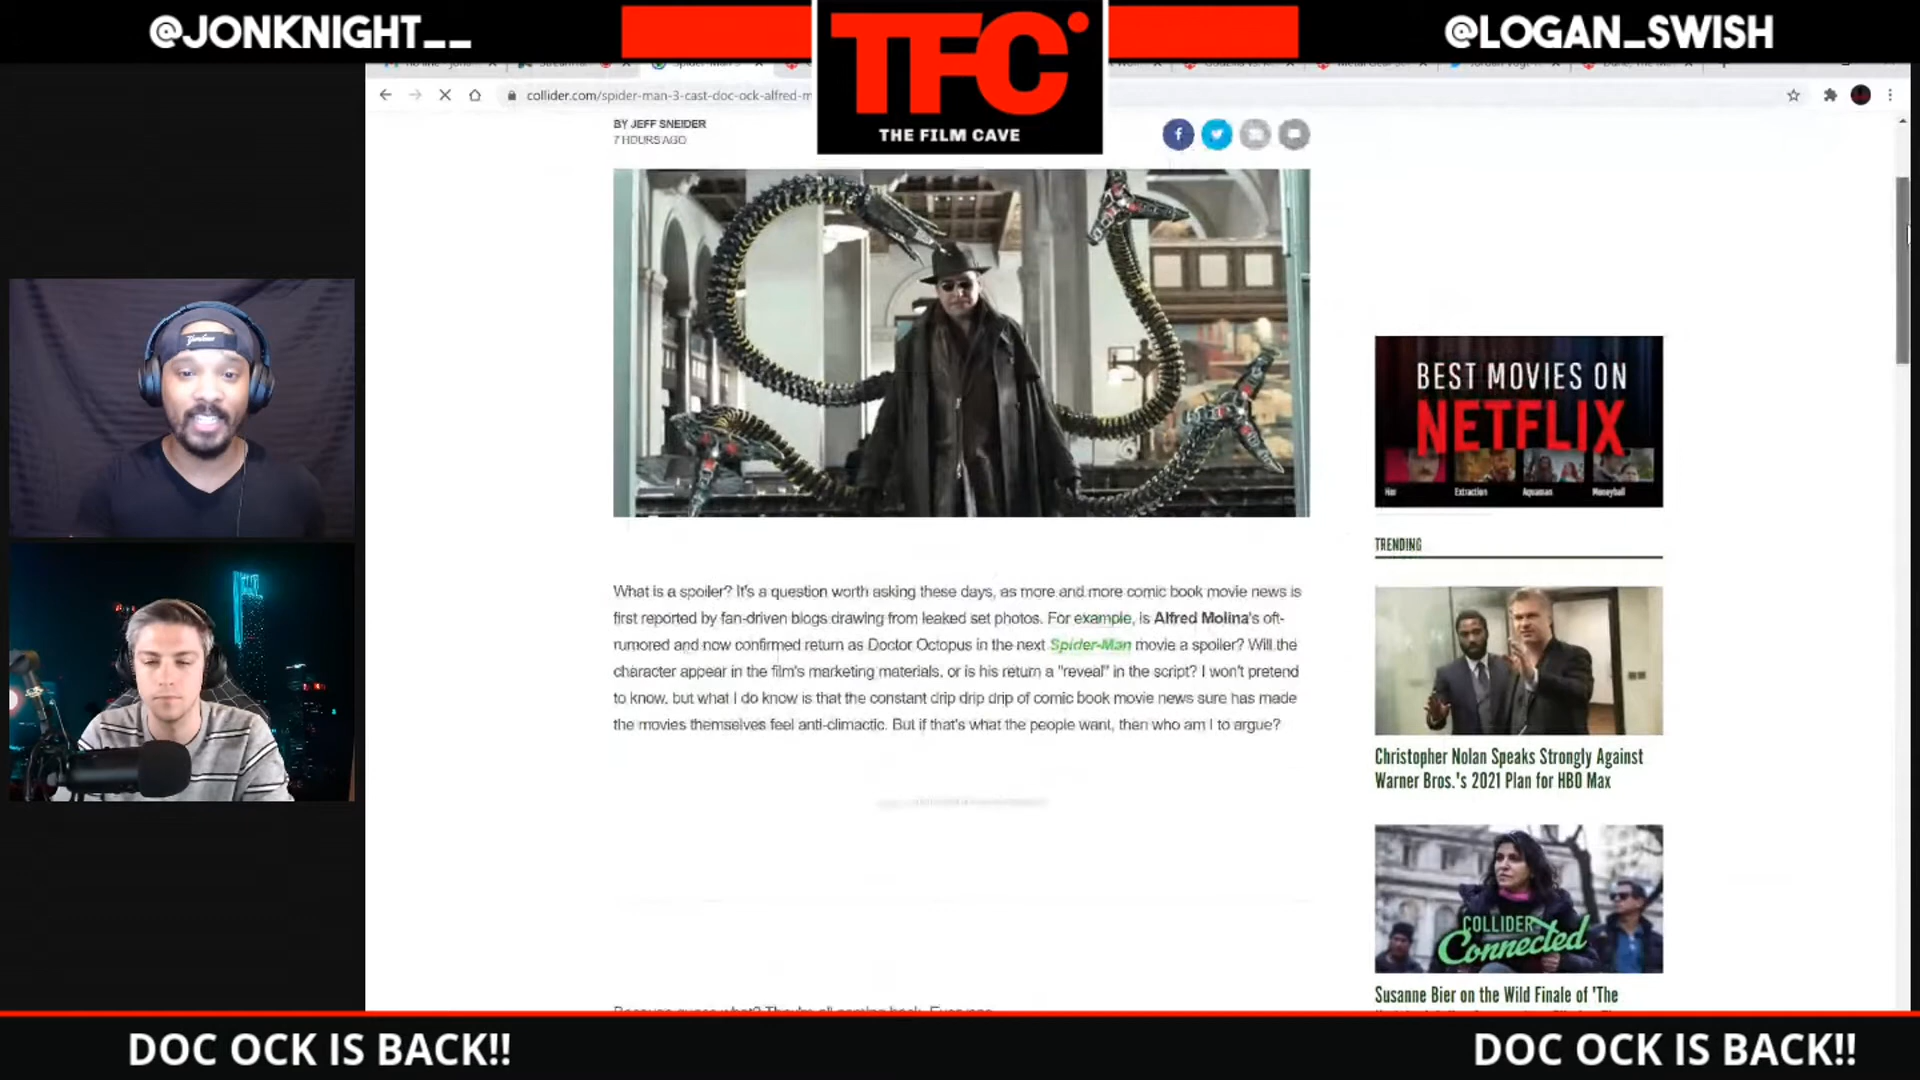 @JONKNIGHT__
TFC
THE FILM CAVE
@LOGAN_SWISH
collider.com/spider-man-3-cast-doc-ock-alfred-m
BY JEFF SNEIDER
7 HOURS AGO
What is a spoiler? It's a question worth asking these days, as more and more comic book movie news is
first reported by fan-driven blogs drawing from leaked set photos. For example, is Alfred Molina's oft-
rumored and now confirmed return as Doctor Octopus in the next Spider-Man movie a spoiler? Will the
character appear in the film's marketing materials, or is his return a "reveal" in the script? I won't pretend
to know, but what I do know is that the constant drip drip drip of comic book movie news sure has made
the movies themselves feel anti-climactic. But if that's what the people want, then who am I to argue?
BEST MOVIES ON
NETFLIX
Her Extraction Aquaman Moneyball
TRENDING
Christopher Nolan Speaks Strongly Against
Warner Bros.'s 2021 Plan for HBO Max
COLLIDER
Connected
Susanne Bier on the Wild Finale of 'The
DOC OCK IS BACK!!
DOC OCK IS BACK!!